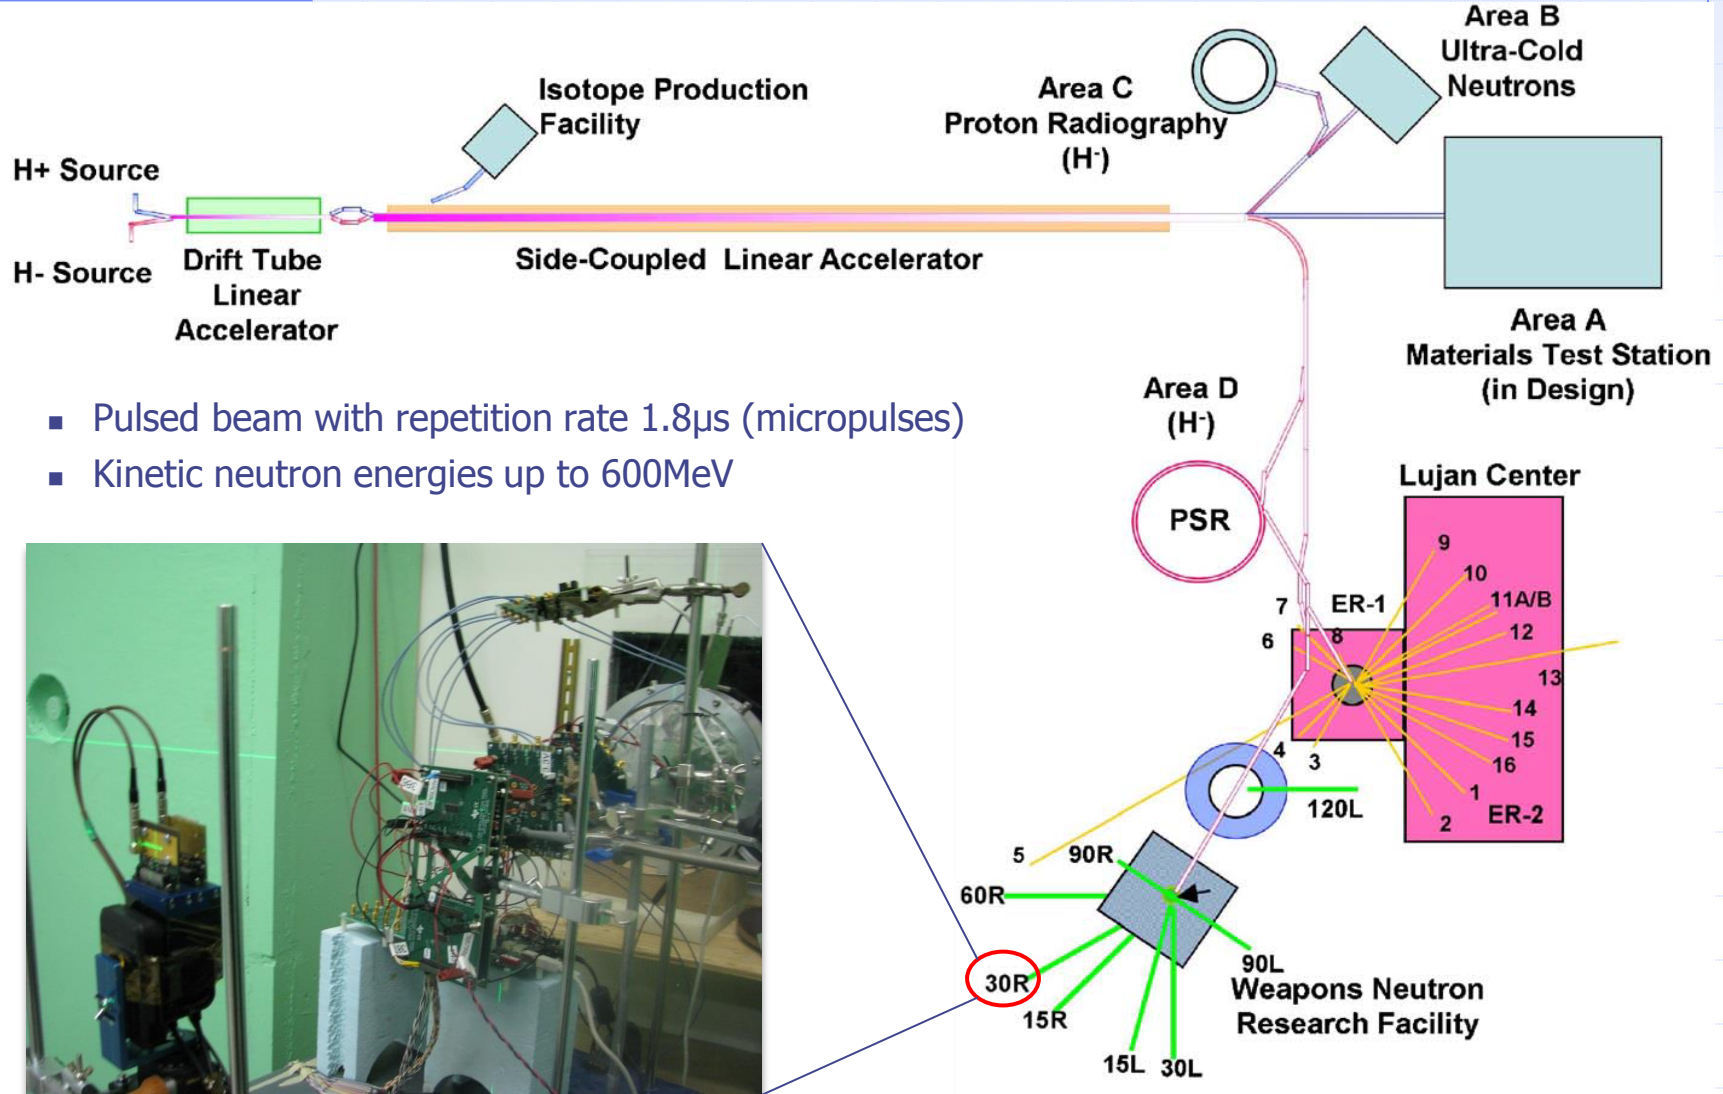 Area B
Ultra-Cold
Neutrons
Isotope Production
Facility
Area C
Proton Radiography
(H-)
H+ Source
H- Source
Drift Tube
Linear
Accelerator
Side-Coupled Linear Accelerator
Area A
Materials Test Station
(in Design)
Pulsed beam with repetition rate 1.8µs (micropulses)
Kinetic neutron energies up to 600MeV
Area D
(H-)
PSR
Lujan Center
9
10
11A/B
12
13
14
15
16
1
2
ER-2
7
ER-1
8
6
4
3
120L
5
90R
60R
30R
15R
15L
30L
90L
Weapons Neutron
Research Facility